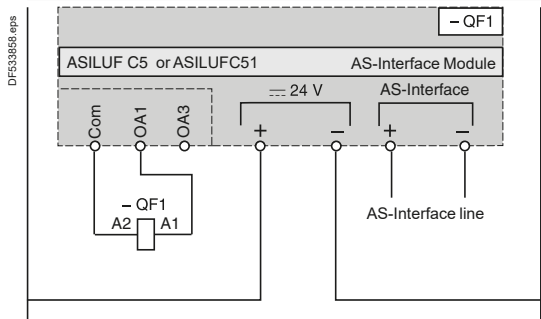 DF533858.eps
– QF1
ASILUF C5 or ASILUFC51 AS-Interface Module
24 V AS-Interface
Com OA1 OA3 + – + –
– QF1
A2 A1
AS-Interface line